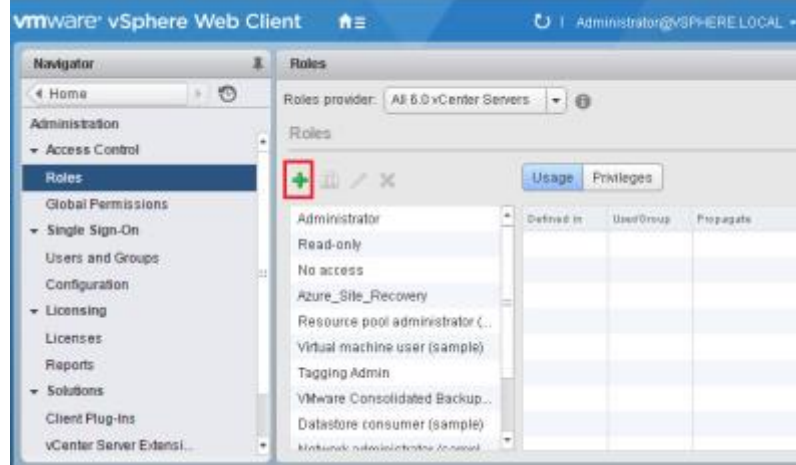 vmware® vSphere Web Client
Administrator@VSPHERE.LOCAL
Navigator
Home
Administration
Access Control
Roles
Global Permissions
Single Sign-On
Users and Groups
Configuration
Licensing
Licenses
Reports
Solutions
Client Plug-Ins
vCenter Server Extensi...
Roles
Roles provider: All 6.0 vCenter Servers
Roles
Usage Privileges
Defined in User/Group Propagate
Administrator
Read-only
No access
Azure_Site_Recovery
Resource pool administrator (...
Virtual machine user (sample)
Tagging Admin
VMware Consolidated Backup...
Datastore consumer (sample)
Network administrator